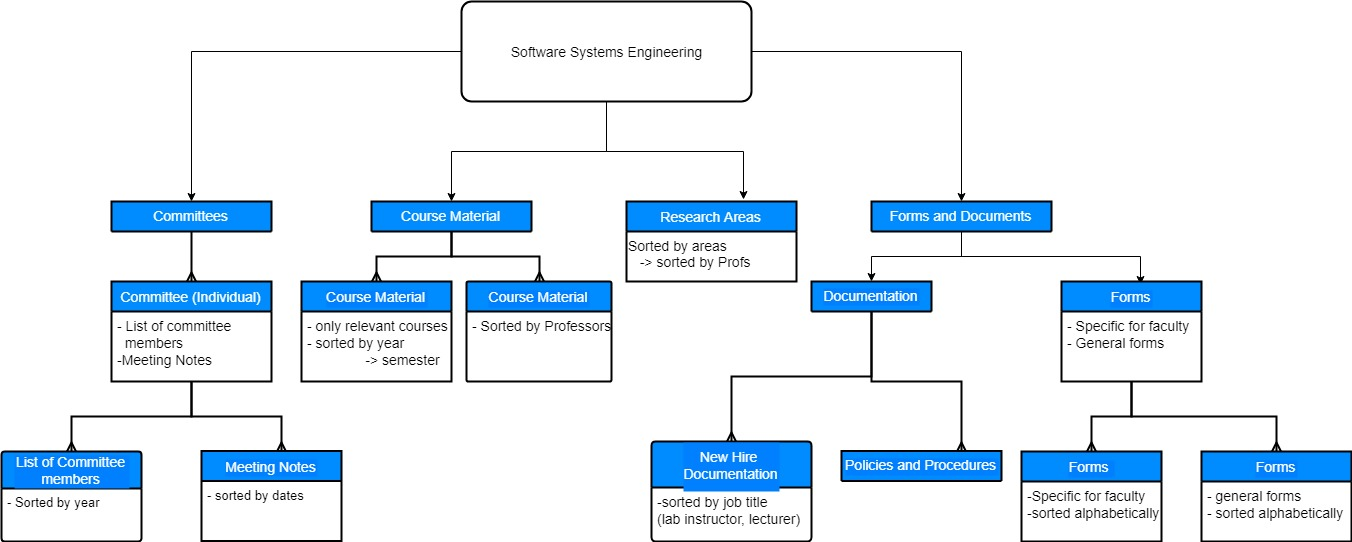 Software Systems Engineering
Committees
Course Material
Research Areas
Sorted by areas
-> sorted by Profs
Forms and Documents
Committee (Individual)
- List of committee
members
-Meeting Notes
Course Material
- only relevant courses
- sorted by year
-> semester
Course Material
- Sorted by Professors
Documentation
Forms
- Specific for faculty
- General forms
List of Committee
members
- Sorted by year
Meeting Notes
- sorted by dates
New Hire
Documentation
-sorted by job title
(lab instructor, lecturer)
Policies and Procedures
Forms
-Specific for faculty
-sorted alphabetically
Forms
- general forms
- sorted alphabetically